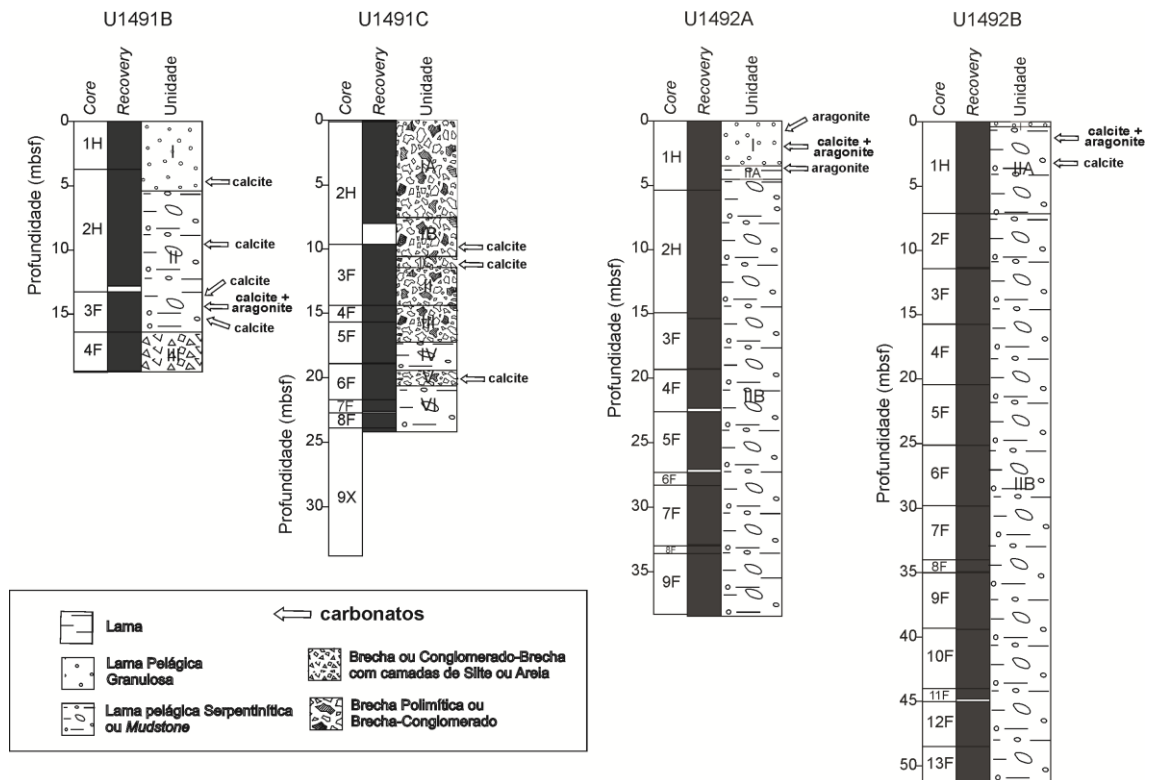 U1491B
U1491C
U1492A
U1492B
Core
Recovery
Unidade
Profundidade (mbsf)
0
5
10
15
1H
2H
3F
4F
I
II
calcite
calcite
calcite
calcite +
aragonite
calcite
Core
Recovery
Unidade
Profundidade (mbsf)
Profundidade (mbsf)
0
5
10
15
20
25
30
2H
3F
4F
5F
6F
7F
8F
9X
IB
II
III
IV
V
VI
calcite
calcite
calcite
Core
Recovery
Unidade
Profundidade (mbsf)
Profundidade (mbsf)
0
5
10
15
20
25
30
35
1H
2H
3F
4F
5F
6F
7F
8F
9F
I
IIA
IIB
aragonite
calcite +
aragonite
aragonite
Core
Recovery
Unidade
Profundidade (mbsf)
Profundidade (mbsf)
0
5
10
15
20
25
30
35
40
45
50
1H
2F
3F
4F
5F
6F
7F
8F
9F
10F
11F
12F
13F
I
IIA
IIB
calcite +
aragonite
calcite
Lama
Lama Pelágica
Granulosa
Lama pelágica Serpentinítica
ou Mudstone
carbonatos
Brecha ou Conglomerado-Brecha
com camadas de Silte ou Areia
Brecha Polimítica ou
Brecha-Conglomerado